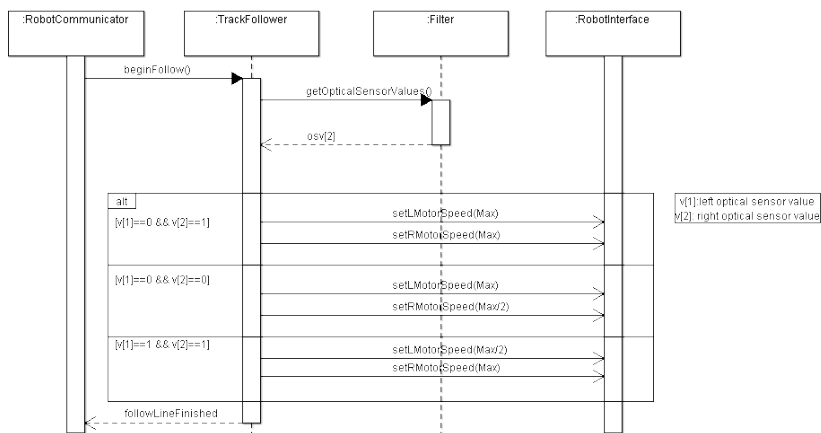 :RobotCommunicator
:TrackFollower
:Filter
:RobotInterface
beginFollow()
getOpticalSensorValues()
osv[2]
alt
[v[1]==0 && v[2]==1]
setLMotorSpeed(Max)
setRMotorSpeed(Max)
v[1]:left optical sensor value
v[2]: right optical sensor value
[v[1]==0 && v[2]==0]
setLMotorSpeed(Max)
setRMotorSpeed(Max/2)
[v[1]==1 && v[2]==1]
setLMotorSpeed(Max/2)
setRMotorSpeed(Max)
followLineFinished